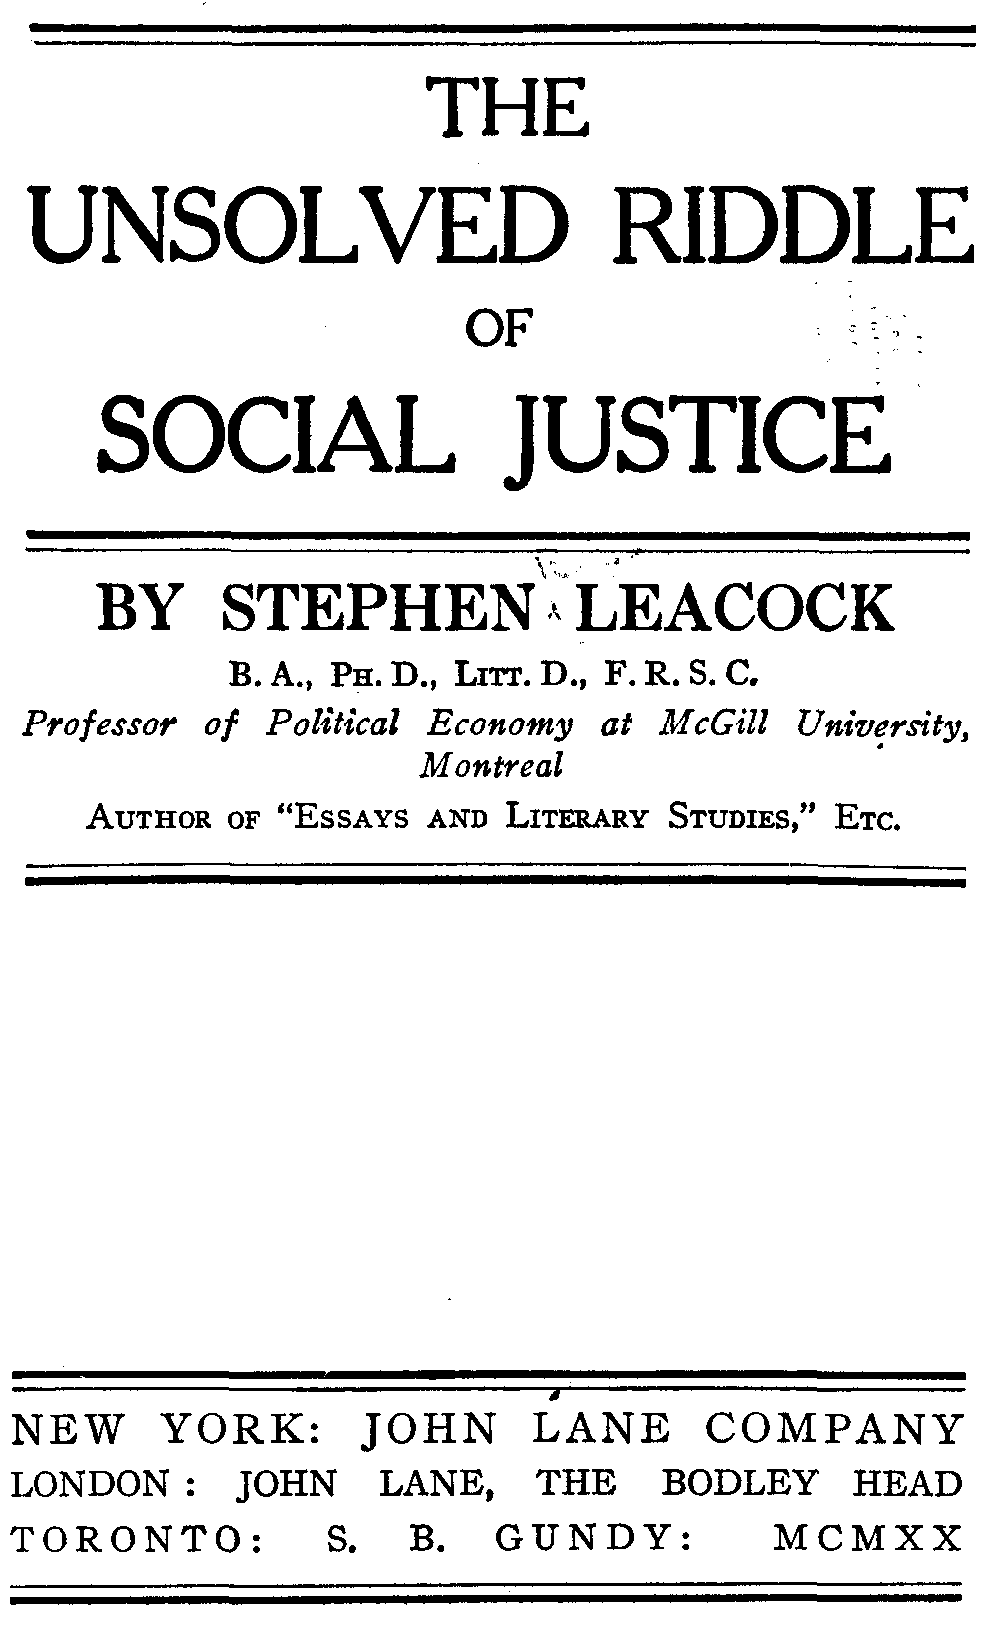 THE
UNSOLVED RIDDLE
OF
SOCIAL JUSTICE
BY STEPHEN LEACOCK
B. A., PH. D., LITT. D., F. R. S. C.
Professor of Political Economy at McGill University,
Montreal
AUTHOR OF "ESSAYS AND LITERARY STUDIES," ETC.
NEW YORK: JOHN LANE COMPANY
LONDON : JOHN LANE, THE BODLEY HEAD
TORONTO: S. B. GUNDY: MCMXX